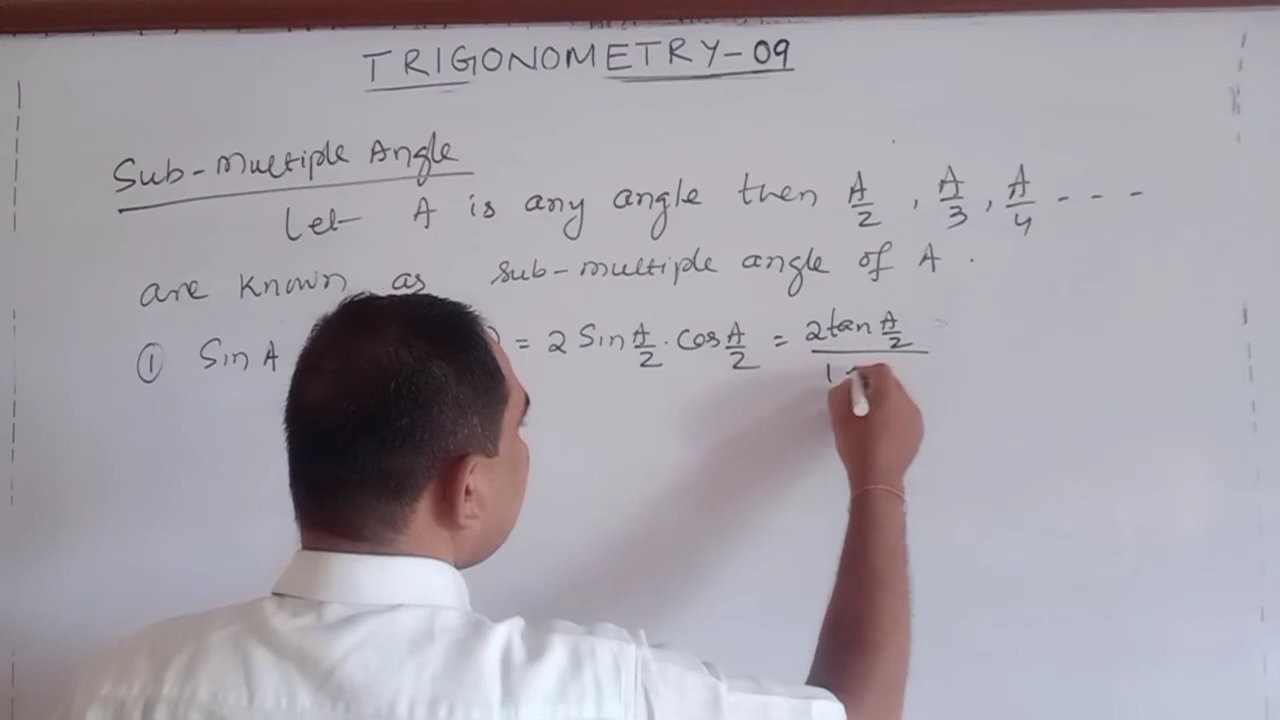 TRIGONOMETRY-09
Sub-Multiple Angle
Let A is any angle then A/2, A/3, A/4 - - -
are known as sub-multiple angle of A.
① Sin A ) = 2 Sin A/2 . Cos A/2 = 2tan A/2 / 1